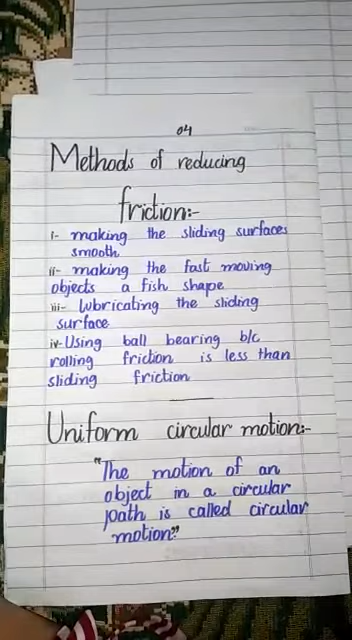 04
Methods of reducing
friction:-
i- making the sliding surfaces
smooth
ii- making the fast moving
objects a fish shape
iii- lubricating the sliding
surface
iv- Using ball bearing b/c
rolling friction is less than
sliding friction
Uniform circular motion:-
"The motion of an
object in a circular
path is called circular
motion"